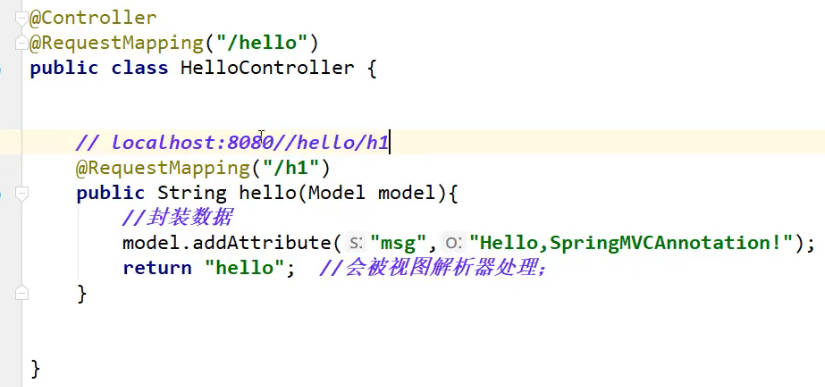 @Controller
@RequestMapping("/hello")
public class HelloController {
// localhost:8080//hello/h1
@RequestMapping("/h1")
public String hello(Model model){
//封装数据
model.addAttribute( s: "msg", o: "Hello,SpringMVCAnnotation!");
return "hello";  //会被视图解析器处理；
}
}